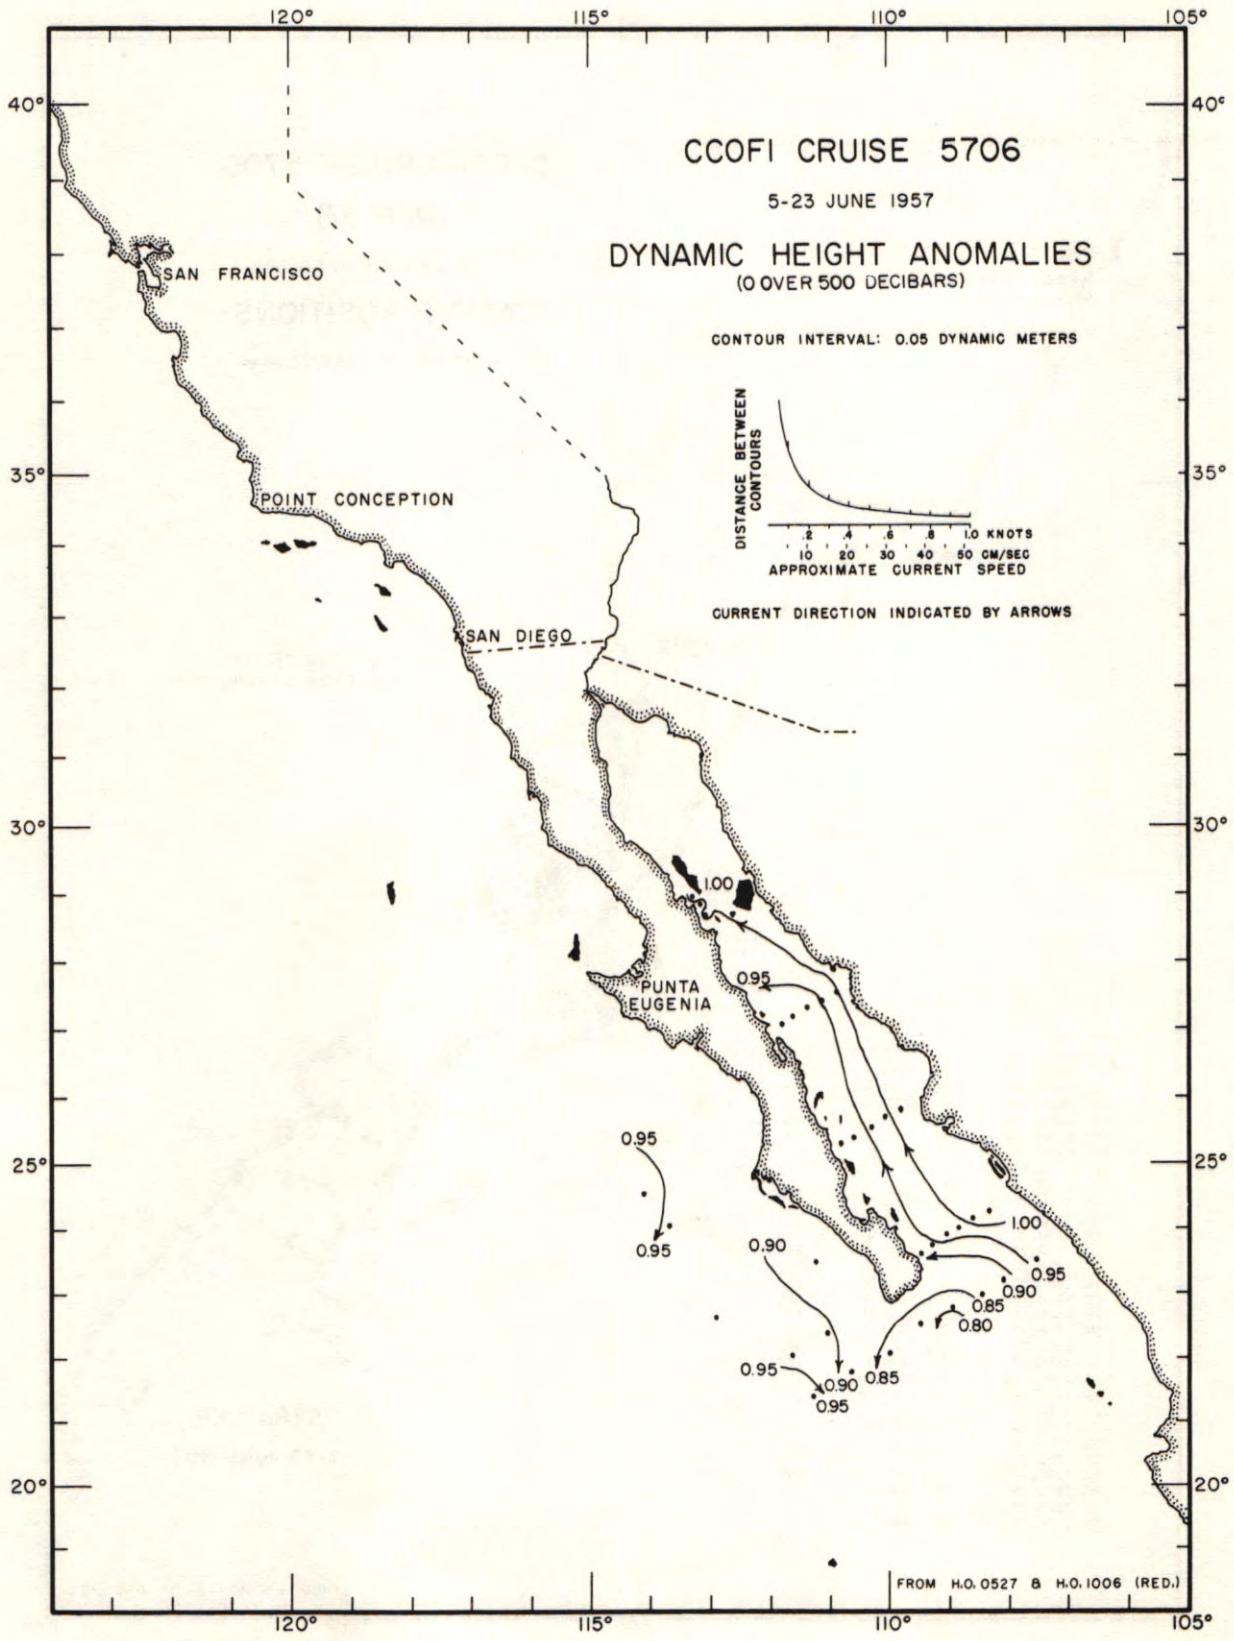 120° 115° 110° 105°
40° 40°
CCOFI CRUISE 5706
5-23 JUNE 1957
DYNAMIC HEIGHT ANOMALIES
(0 OVER 500 DECIBARS)
SAN FRANCISCO
CONTOUR INTERVAL: 0.05 DYNAMIC METERS
DISTANCE BETWEEN
CONTOURS
.2 .4 .6 .8 1.0 KNOTS
10 20 30 40 50 CM/SEC
APPROXIMATE CURRENT SPEED
CURRENT DIRECTION INDICATED BY ARROWS
35° 35°
POINT CONCEPTION
SAN DIEGO
30° 30°
1.00
0.95
PUNTA
EUGENIA
0.95
25° 25°
1.00
0.95
0.90
0.95
0.90
0.85
0.80
0.95
0.90
0.85
0.95
20° 20°
FROM H.O. 0527 & H.O. 1006 (RED.)
120° 115° 110° 105°